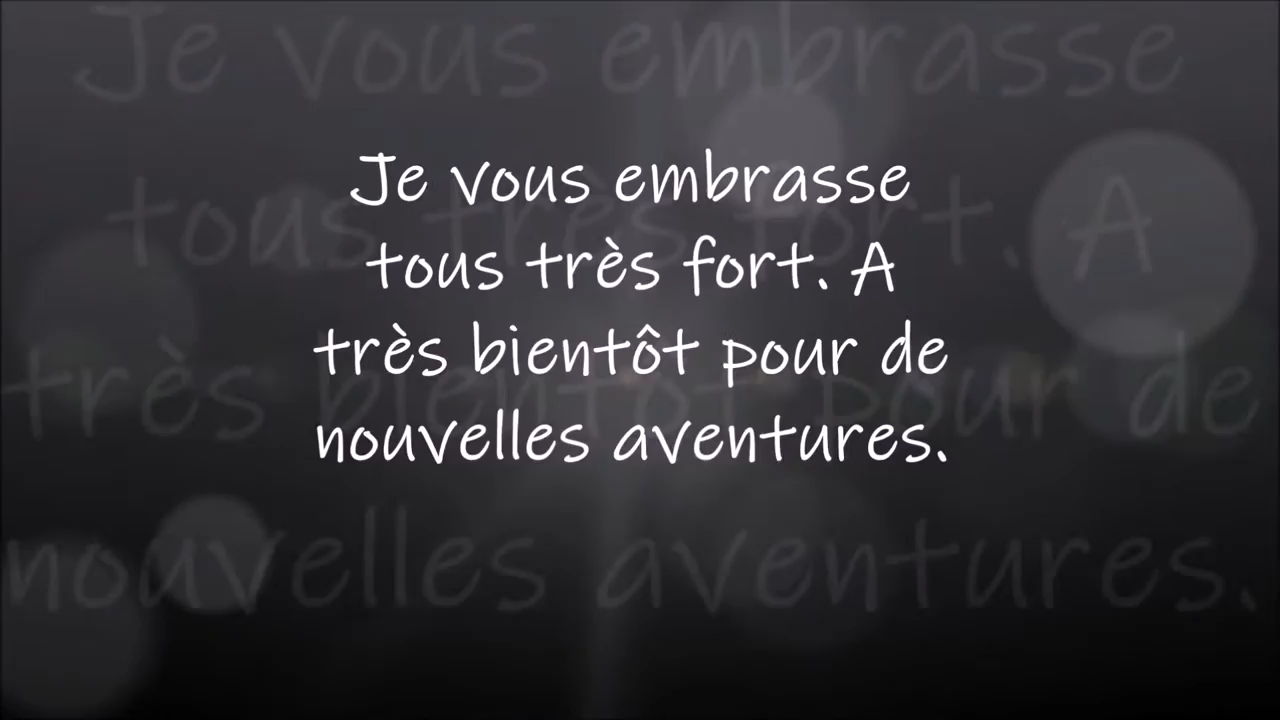 Je vous embrasse
tous très fort. A
très bientôt pour de
nouvelles aventures.